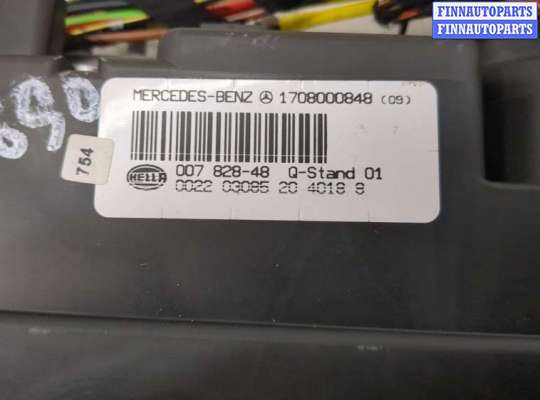 FINNAUTOPARTS
FINNAUTOPARTS
MERCEDES-BENZ 1708000848 (09)
754
HELLA 007 828-48 Q-Stand 01
0022 03085 20 4018 8